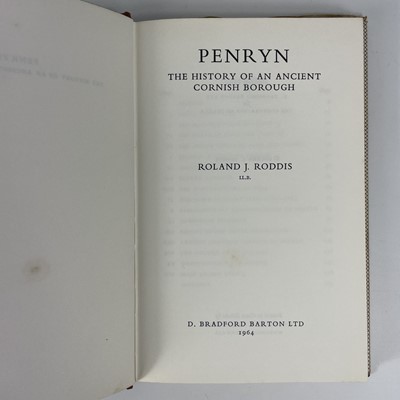 PENRYN
THE HISTORY OF AN ANCIENT
CORNISH BOROUGH
ROLAND J. RODDIS
LL.B.
D. BRADFORD BARTON LTD
1964